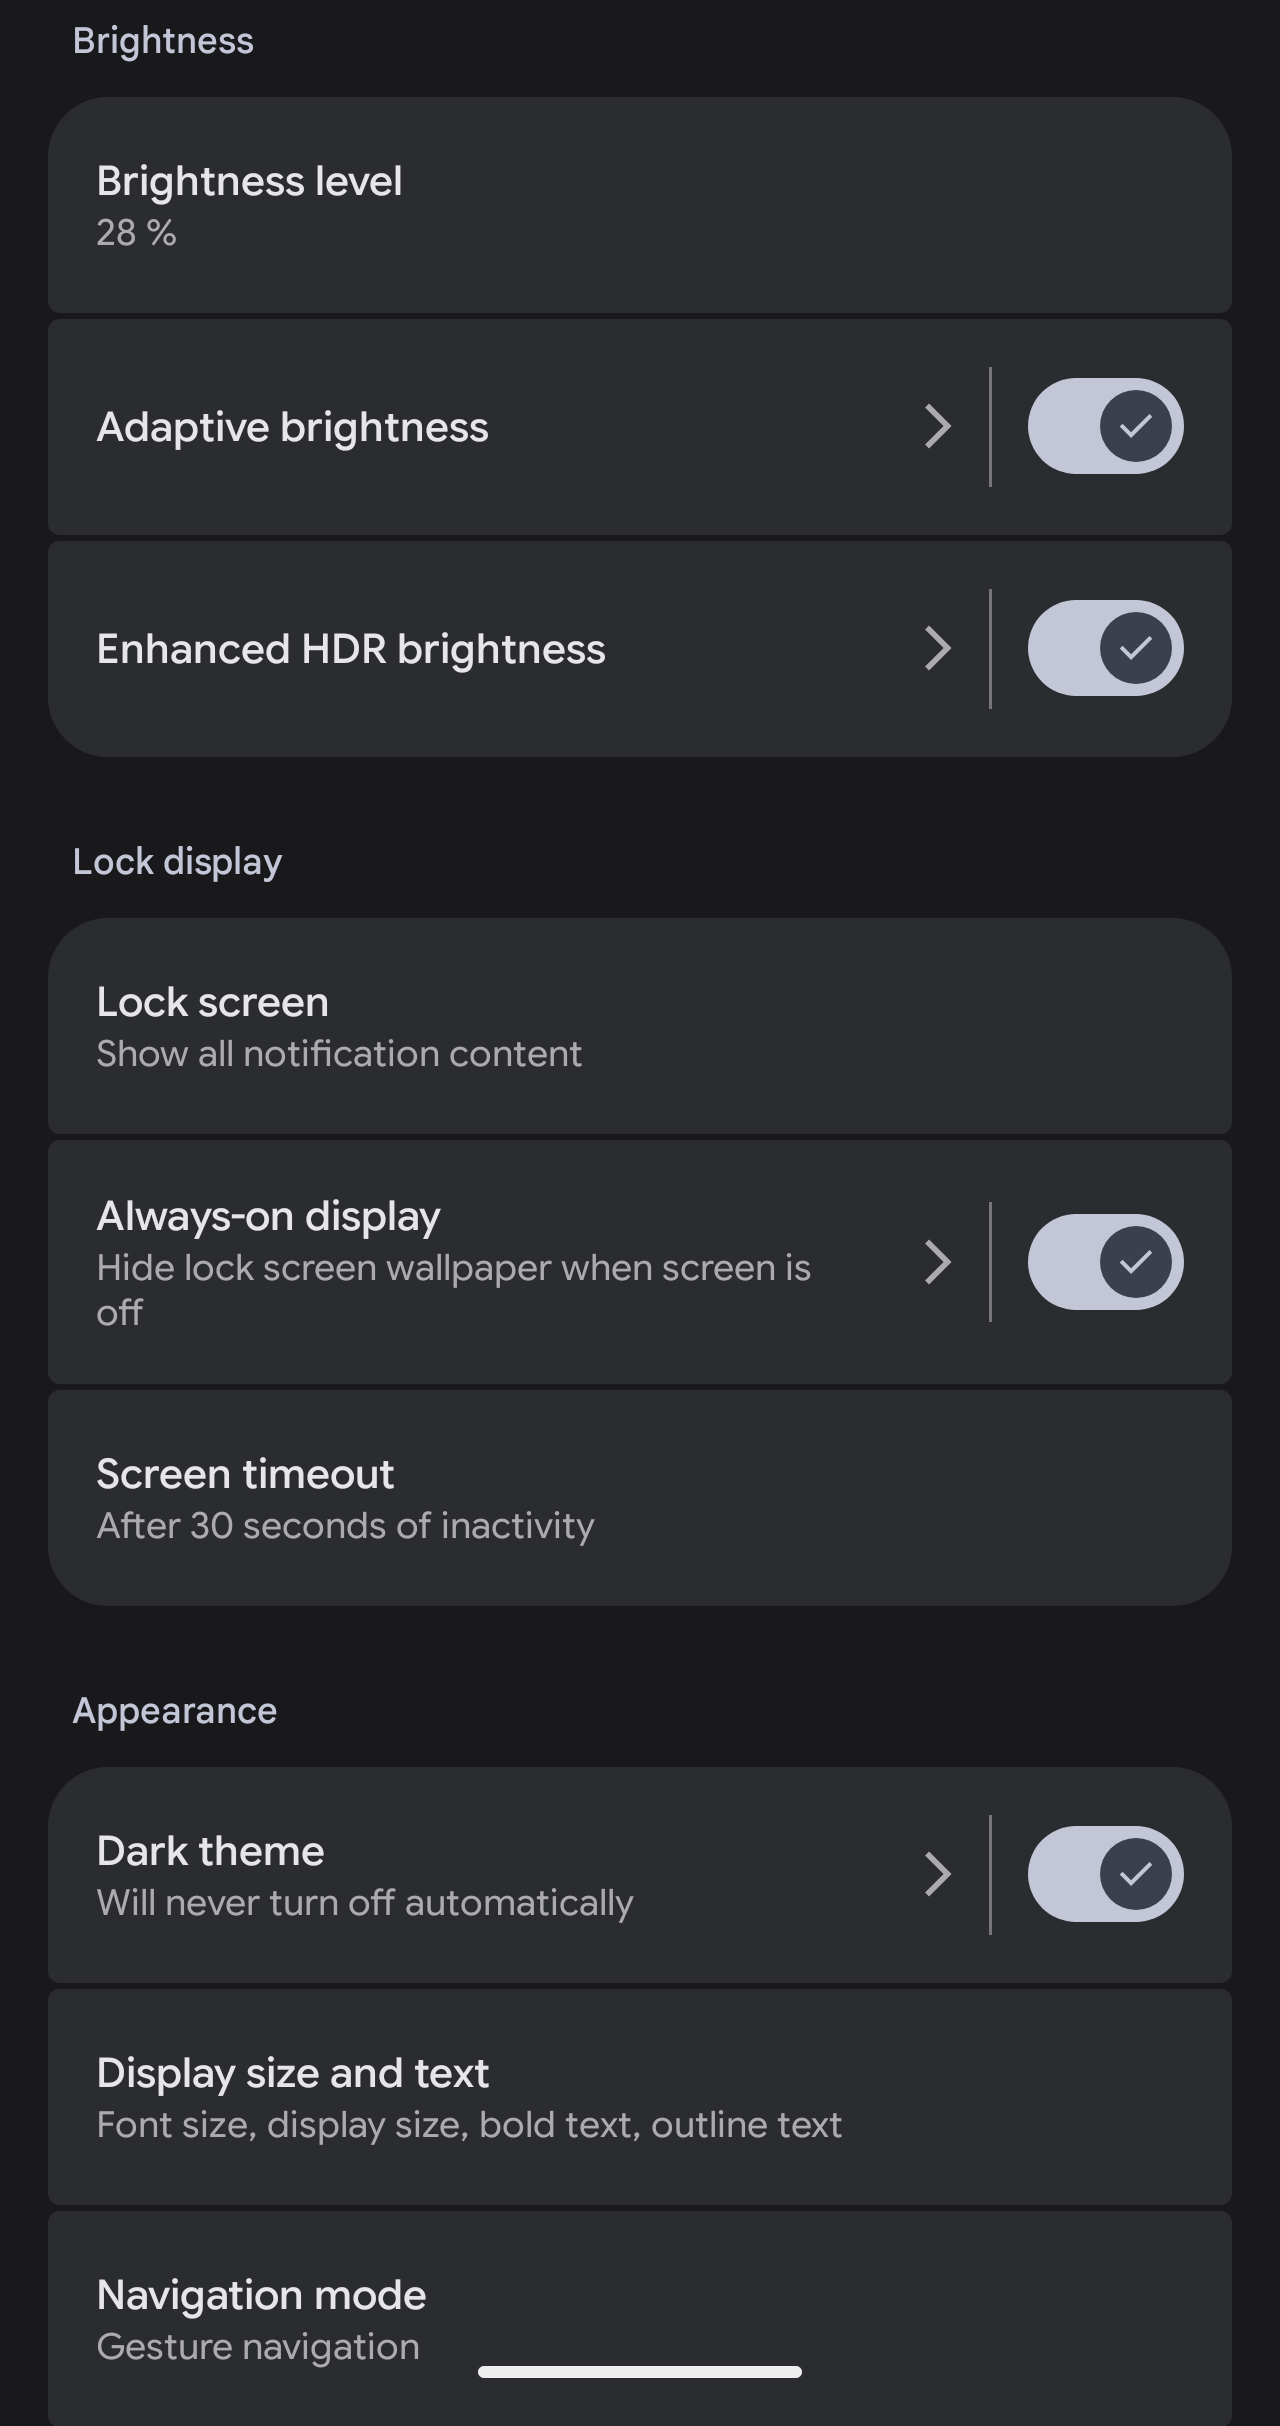 Brightness
Brightness level
28 %
Adaptive brightness
Enhanced HDR brightness
Lock display
Lock screen
Show all notification content
Always-on display
Hide lock screen wallpaper when screen is
off
Screen timeout
After 30 seconds of inactivity
Appearance
Dark theme
Will never turn off automatically
Display size and text
Font size, display size, bold text, outline text
Navigation mode
Gesture navigation